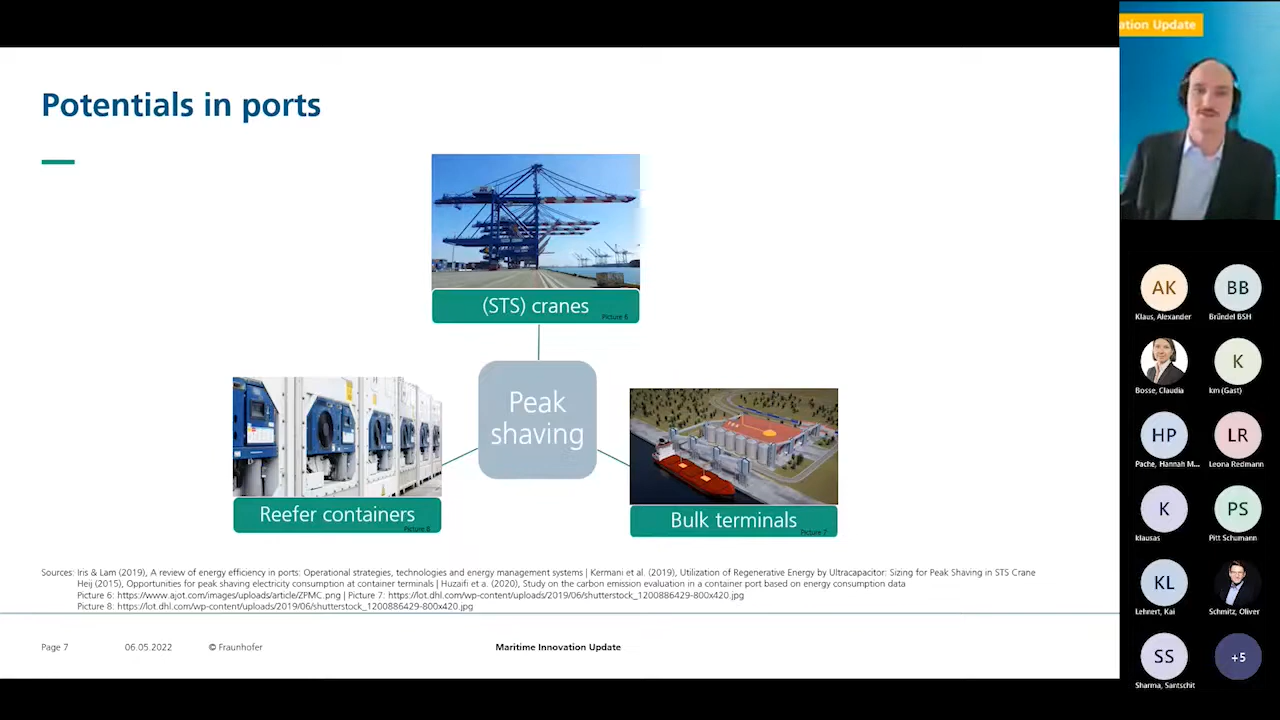 ation Update
Potentials in ports
(STS) cranes
Picture 6
Peak
shaving
Reefer containers
Picture 8
Bulk terminals
Picture 7
Sources: Iris & Lam (2019), A review of energy efficiency in ports: Operational strategies, technologies and energy management systems | Kermani et al. (2019), Utilization of Regenerative Energy by Ultracapacitor: Sizing for Peak Shaving in STS Crane
Heij (2015), Opportunities for peak shaving electricity consumption at container terminals | Huzaifi et a. (2020), Study on the carbon emission evaluation in a container port based on energy consumption data
Picture 6: https://www.ajot.com/images/uploads/article/ZPMC.png | Picture 7: https://lot.dhl.com/wp-content/uploads/2019/06/shutterstock_1200886429-800x420.jpg
Picture 8: https://lot.dhl.com/wp-content/uploads/2019/06/shutterstock_1200886429-800x420.jpg
Page 7
06.05.2022
© Fraunhofer
Maritime Innovation Update
AK
BB
Klaus, Alexander
Bründel BSH
K
Bosse, Claudia
km (Gast)
HP
LR
Pache, Hannah M...
Leona Redmann
K
PS
klausas
Pitt Schumann
KL
Lehnert, Kai
Schmitz, Oliver
SS
+5
Sharma, Santschit